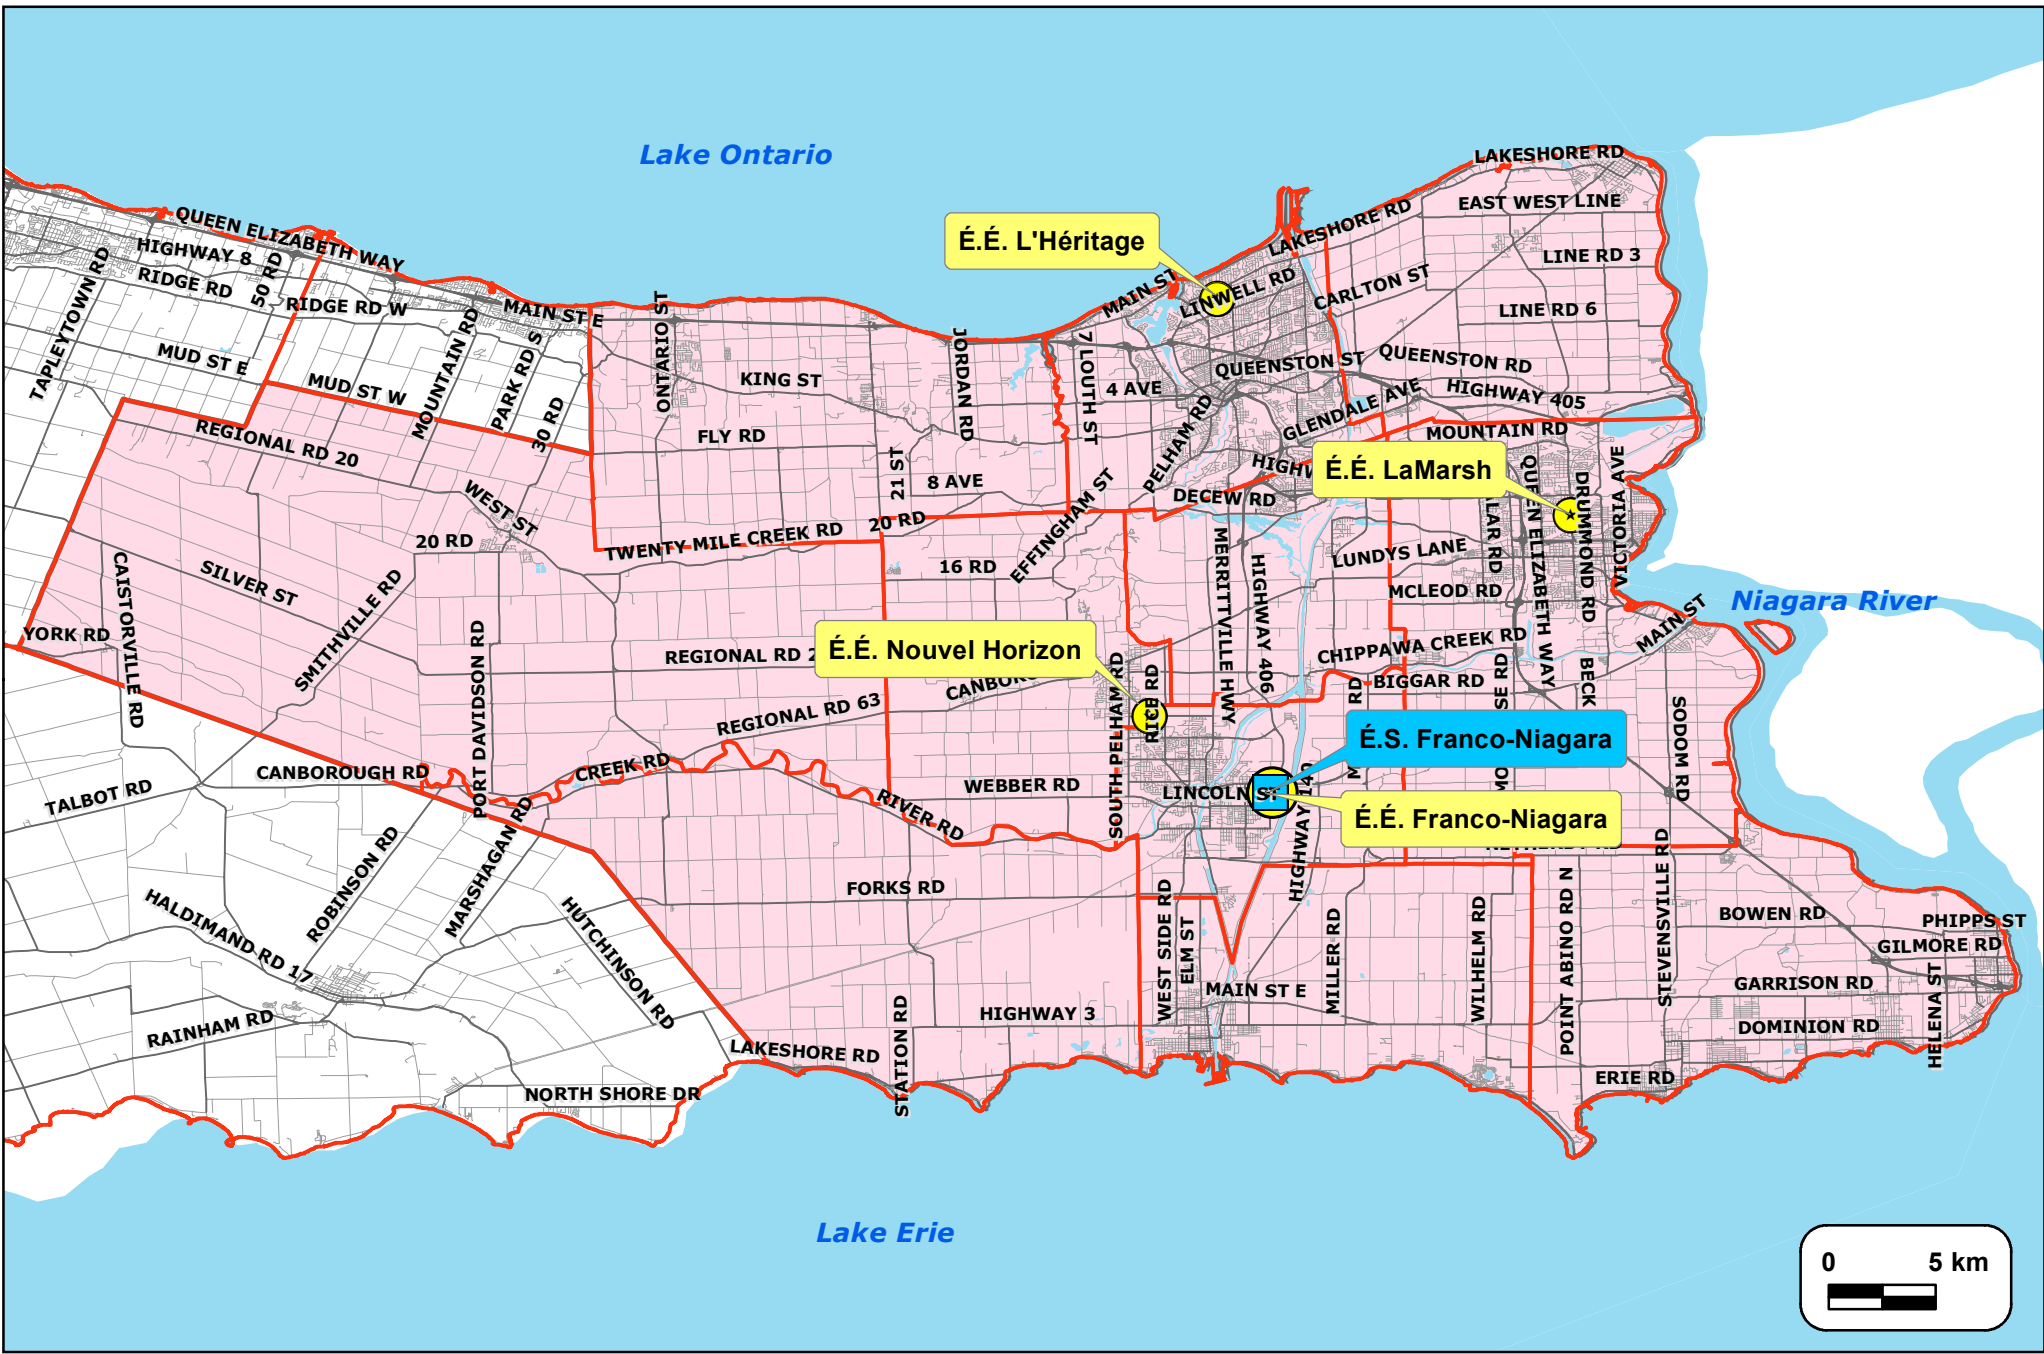 Lake Ontario
LAKESHORE RD
EAST WEST LINE
QUEEN ELIZABETH WAY
HIGHWAY 8
RIDGE RD
50 RD
TAPLEYTOWN RD
RIDGE RD W
MAIN ST E
MUD ST E
MUD ST W
MOUNTAIN RD
PARK RD S
30 RD
É.É. L'Héritage
MAIN ST
LINWELL RD
LAKESHORE RD
CARLTON ST
LINE RD 3
LINE RD 6
ONTARIO ST
KING ST
JORDAN RD
7 LOUTH ST
4 AVE
QUEENSTON ST
QUEENSTON RD
HIGHWAY 405
GLENDALE AVE
PELHAM RD
MOUNTAIN RD
FLY RD
21 ST
8 AVE
REGIONAL RD 20
WEST ST
20 RD
TWENTY MILE CREEK RD
20 RD
EFFINGHAM ST
DECEW RD
É.É. LaMarsh
QUEEN ELIZABETH WAY
DRUMMOND RD
VICTORIA AVE
16 RD
MERRITTVILLE HWY
HIGHWAY 406
LUNDYS LANE
MCLEOD RD
CAISTORVILLE RD
SILVER ST
SMITHVILLE RD
YORK RD
PORT DAVIDSON RD
Niagara River
MAIN ST
CHIPPAWA CREEK RD
BIGGAR RD
BECK
É.É. Nouvel Horizon
SOUTH PELHAM RD
RICE RD
REGIONAL RD 63
SODOM RD
É.S. Franco-Niagara
CREEK RD
CANBOROUGH RD
TALBOT RD
WEBBER RD
LINCOLN ST
RIVER RD
HIGHWAY 140
É.É. Franco-Niagara
ROBINSON RD
MARSHAGAN RD
HALDIMAND RD 17
HUTCHINSON RD
RAINHAM RD
FORKS RD
WEST SIDE RD
ELM ST
MILLER RD
WILHELM RD
POINT ABINO RD N
STEVENSVILLE RD
BOWEN RD
PHIPPS ST
GILMORE RD
GARRISON RD
HELENA ST
DOMINION RD
MAIN ST E
HIGHWAY 3
STATION RD
LAKESHORE RD
ERIE RD
NORTH SHORE DR
Lake Erie
0 5 km